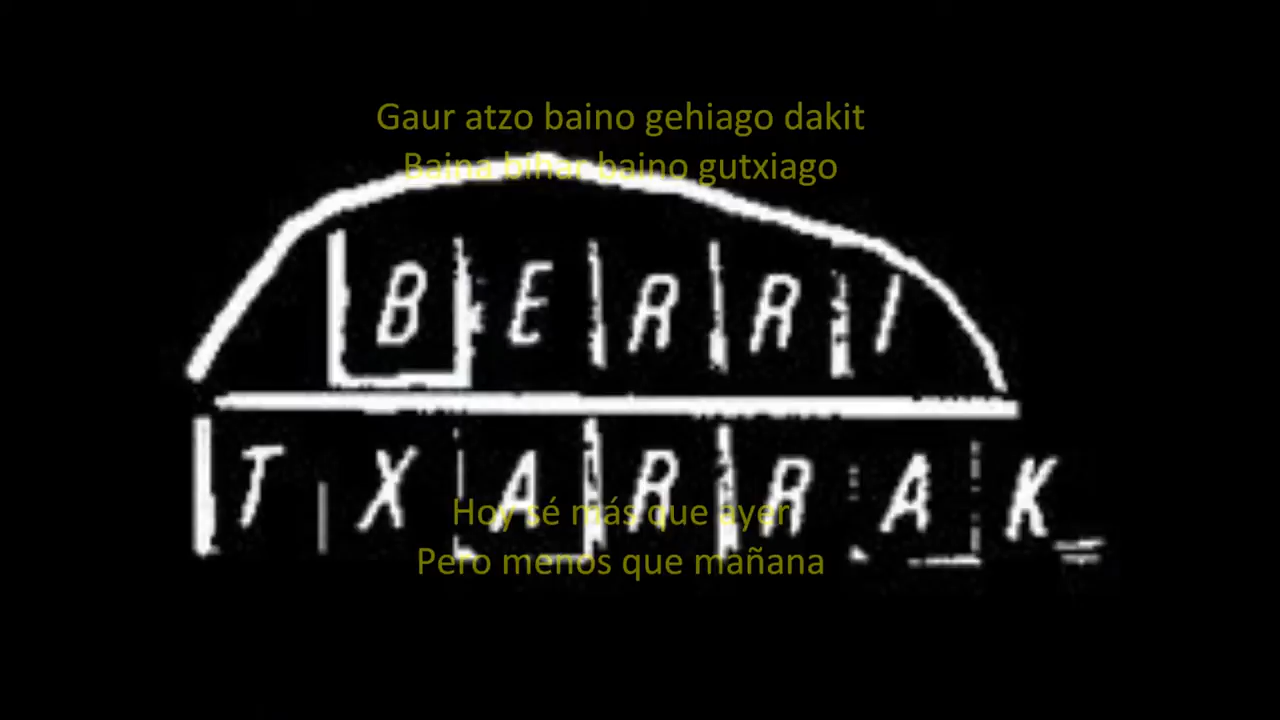 Gaur atzo baino gehiago dakit
Baina bihar baino gutxiago
BERRI
TXARRAK
Hoy sé más que ayer
Pero menos que mañana